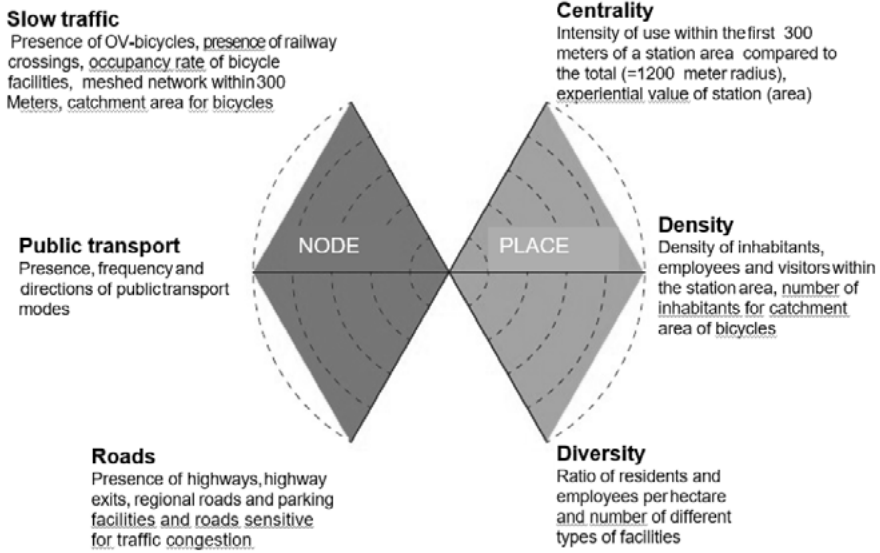 Slow traffic
Presence of OV-bicycles, presence of railway
crossings, occupancy rate of bicycle
facilities, meshed network within 300
Meters, catchment area for bicycles
Centrality
Intensity of use within the first 300
meters of a station area compared to
the total (=1200 meter radius),
experiential value of station (area)
Public transport
Presence, frequency and
directions of public transport
modes
NODE
PLACE
Density
Density of inhabitants,
employees and visitors within
the station area, number of
inhabitants for catchment
area of bicycles
Roads
Presence of highways, highway
exits, regional roads and parking
facilities and roads sensitive
for traffic congestion
Diversity
Ratio of residents and
employees per hectare
and number of different
types of facilities